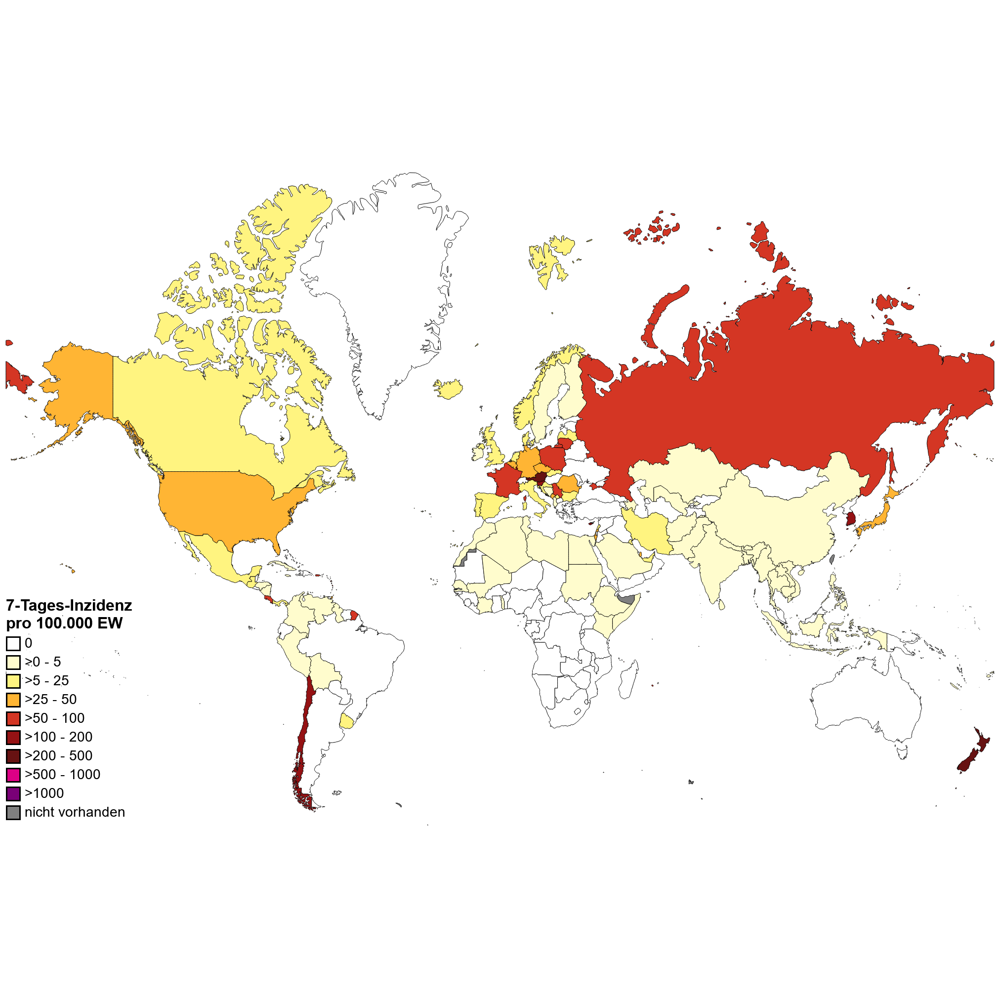 7-Tages-Inzidenz
pro 100.000 EW
0
>0 - 5
>5 - 25
>25 - 50
>50 - 100
>100 - 200
>200 - 500
>500 - 1000
>1000
nicht vorhanden